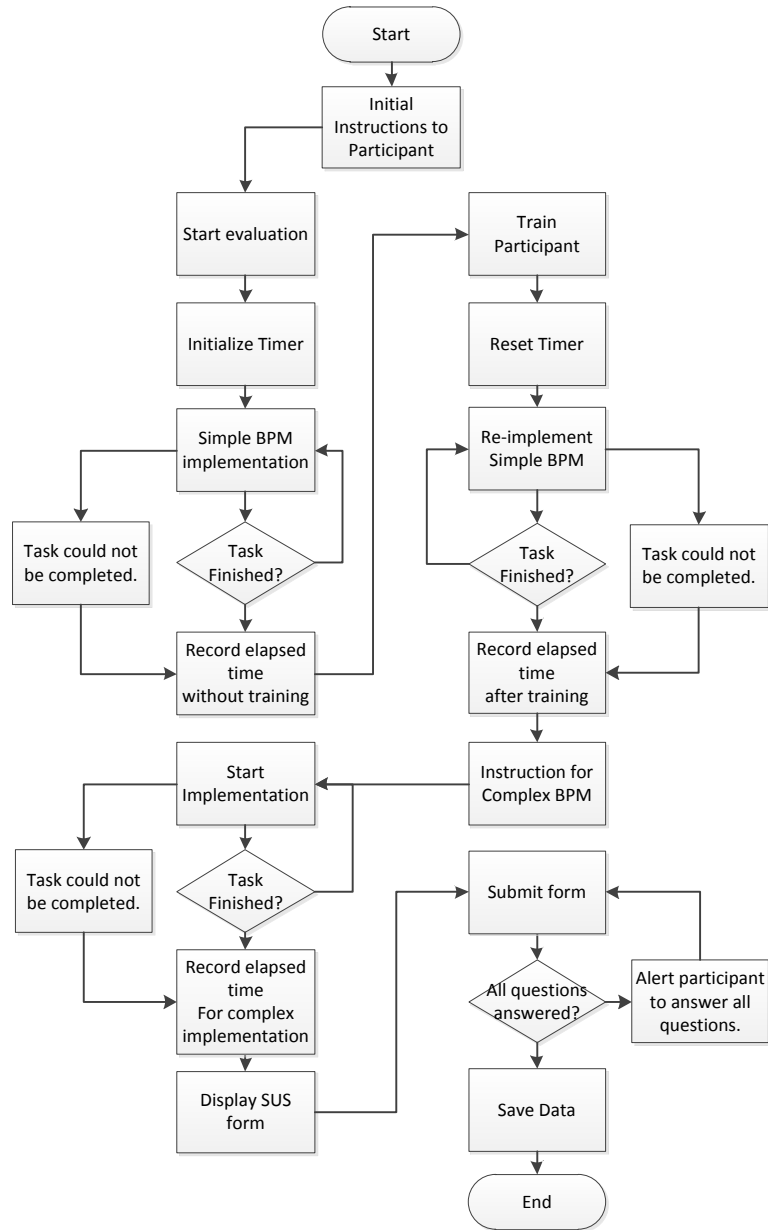 Start
Initial
Instructions to
Participant
Start evaluation
Initialize Timer
Simple BPM
implementation
Task
Finished?
Task could not
be completed.
Record elapsed
time
without training
Train
Participant
Reset Timer
Re-implement
Simple BPM
Task
Finished?
Task could not
be completed.
Record elapsed
time
after training
Instruction for
Complex BPM
Start
Implementation
Task
Finished?
Task could not
be completed.
Record elapsed
time
For complex
implementation
Display SUS
form
Submit form
All questions
answered?
Alert participant
to answer all
questions.
Save Data
End